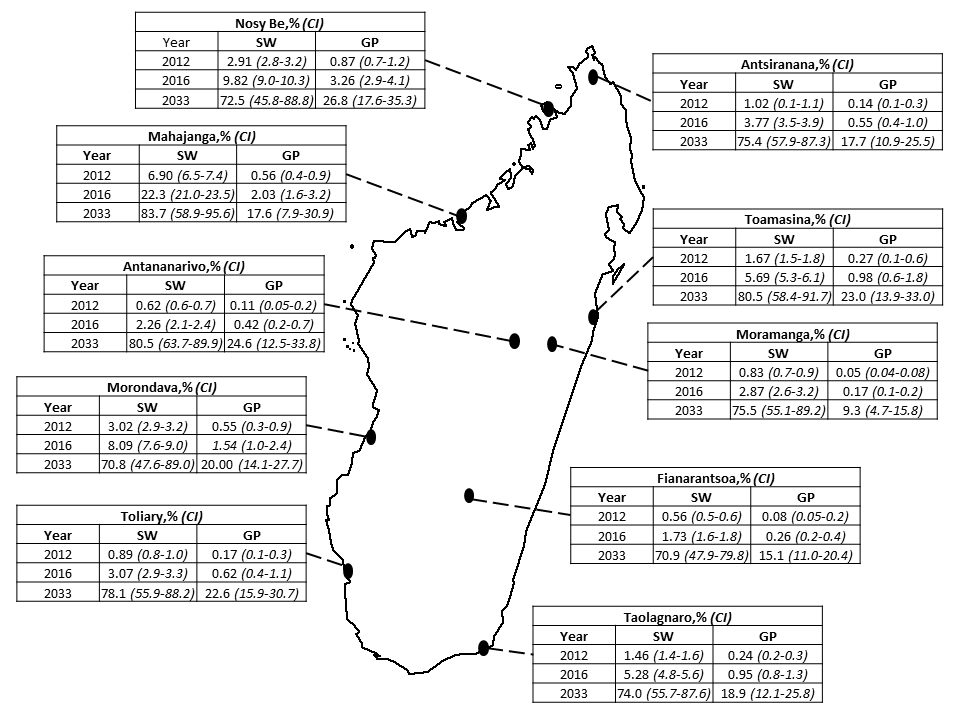 Nosy Be,% (CI)
Year SW GP
2012 2.91 (2.8-3.2) 0.87 (0.7-1.2)
2016 9.82 (9.0-10.3) 3.26 (2.9-4.1)
2033 72.5 (45.8-88.8) 26.8 (17.6-35.3)
Antsiranana,% (CI)
Year SW GP
2012 1.02 (0.1-1.1) 0.14 (0.1-0.3)
2016 3.77 (3.5-3.9) 0.55 (0.4-1.0)
2033 75.4 (57.9-87.3) 17.7 (10.9-25.5)
Mahajanga,% (CI)
Year SW GP
2012 6.90 (6.5-7.4) 0.56 (0.4-0.9)
2016 22.3 (21.0-23.5) 2.03 (1.6-3.2)
2033 83.7 (58.9-95.6) 17.6 (7.9-30.9)
Toamasina,% (CI)
Year SW GP
2012 1.67 (1.5-1.8) 0.27 (0.1-0.6)
2016 5.69 (5.3-6.1) 0.98 (0.6-1.8)
2033 80.5 (58.4-91.7) 23.0 (13.9-33.0)
Antananarivo,% (CI)
Year SW GP
2012 0.62 (0.6-0.7) 0.11 (0.05-0.2)
2016 2.26 (2.1-2.4) 0.42 (0.2-0.7)
2033 80.5 (63.7-89.9) 24.6 (12.5-33.8)
Moramanga,% (CI)
Year SW GP
2012 0.83 (0.7-0.9) 0.05 (0.04-0.08)
2016 2.87 (2.6-3.2) 0.17 (0.1-0.2)
2033 75.5 (55.1-89.2) 9.3 (4.7-15.8)
Morondava,% (CI)
Year SW GP
2012 3.02 (2.9-3.2) 0.55 (0.3-0.9)
2016 8.09 (7.6-9.0) 1.54 (1.0-2.4)
2033 70.8 (47.6-89.0) 20.00 (14.1-27.7)
Fianarantsoa,% (CI)
Year SW GP
2012 0.56 (0.5-0.6) 0.08 (0.05-0.2)
2016 1.73 (1.6-1.8) 0.26 (0.2-0.4)
2033 70.9 (47.9-79.8) 15.1 (11.0-20.4)
Toliary,% (CI)
Year SW GP
2012 0.89 (0.8-1.0) 0.17 (0.1-0.3)
2016 3.07 (2.9-3.3) 0.62 (0.4-1.1)
2033 78.1 (55.9-88.2) 22.6 (15.9-30.7)
Taolagnaro,% (CI)
Year SW GP
2012 1.46 (1.4-1.6) 0.24 (0.2-0.3)
2016 5.28 (4.8-5.6) 0.95 (0.8-1.3)
2033 74.0 (55.7-87.6) 18.9 (12.1-25.8)